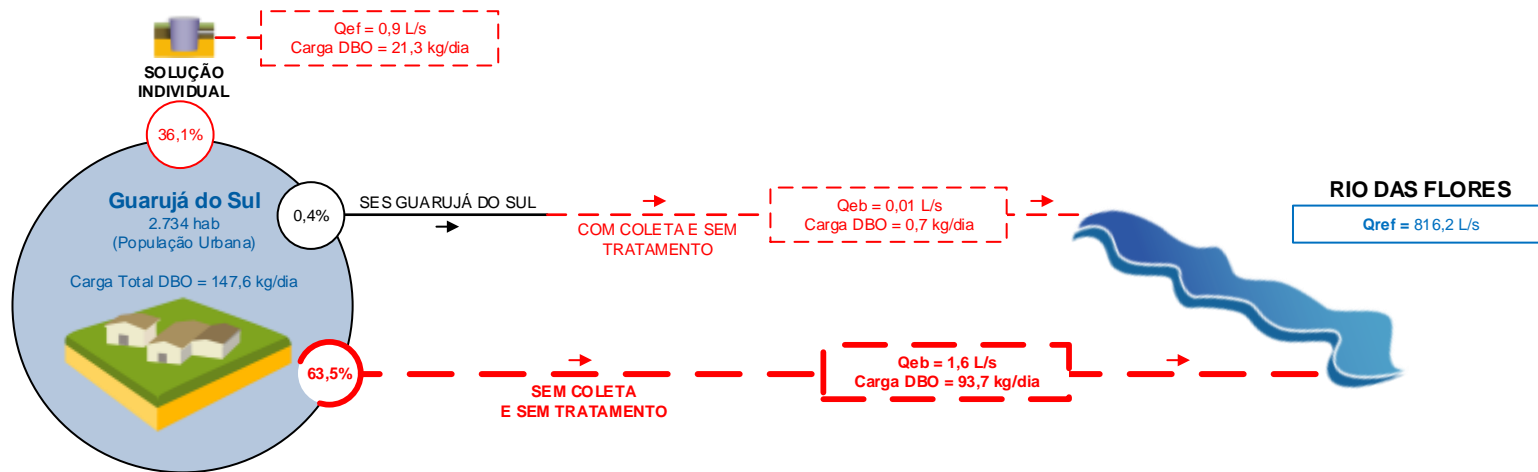 Qef = 0,9 L/s
Carga DBO = 21,3 kg/dia
SOLUÇÃO
INDIVIDUAL
36,1%
Guarujá do Sul
2.734 hab
(População Urbana)
Carga Total DBO = 147,6 kg/dia
0,4%
SES GUARUJÁ DO SUL
COM COLETA E SEM
TRATAMENTO
Qeb = 0,01 L/s
Carga DBO = 0,7 kg/dia
RIO DAS FLORES
Qref = 816,2 L/s
63,5%
SEM COLETA
E SEM TRATAMENTO
Qeb = 1,6 L/s
Carga DBO = 93,7 kg/dia